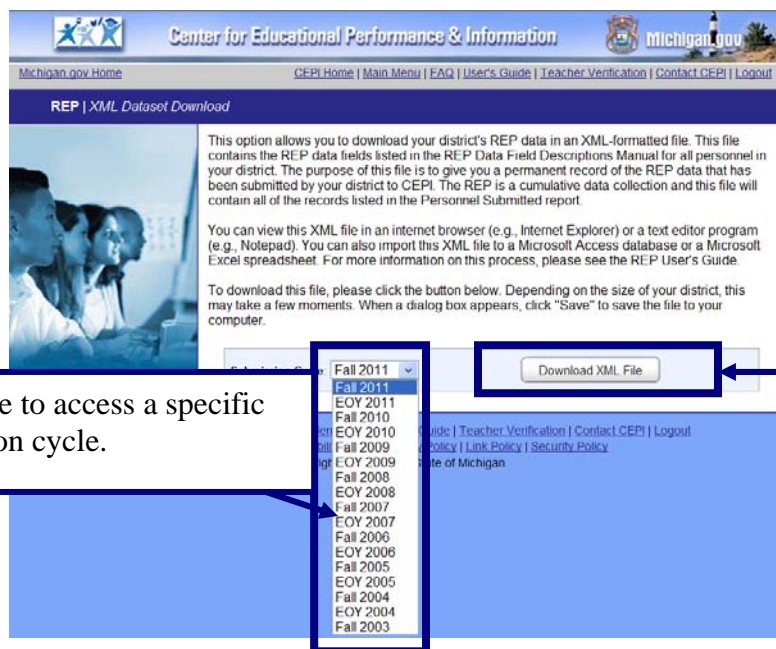 Center for Educational Performance & Information
Michigan.gov
Michigan.gov Home
CEPI Home | Main Menu | FAQ | User's Guide | Teacher Verification | Contact CEPI | Logout
REP | XML Dataset Download
This option allows you to download your district's REP data in an XML-formatted file. This file
contains the REP data fields listed in the REP Data Field Descriptions Manual for all personnel in
your district. The purpose of this file is to give you a permanent record of the REP data that has
been submitted by your district to CEPI. The REP is a cumulative data collection and this file will
contain all of the records listed in the Personnel Submitted report.
You can view this XML file in an internet browser (e.g., Internet Explorer) or a text editor program
(e.g., Notepad). You can also import this XML file to a Microsoft Access database or a Microsoft
Excel spreadsheet. For more information on this process, please see the REP User's Guide.
To download this file, please click the button below. Depending on the size of your district, this
may take a few moments. When a dialog box appears, click "Save" to save the file to your
computer.
Fall 2011
Download XML File
Fall 2011
EOY 2011
Fall 2010
EOY 2010
Fall 2009
EOY 2009
Fall 2008
EOY 2008
Fall 2007
EOY 2007
Fall 2006
EOY 2006
Fall 2005
EOY 2005
Fall 2004
EOY 2004
Fall 2003
e to access a specific
on cycle.
uide | Teacher Verification | Contact CEPI | Logout
Policy | Link Policy | Security Policy
te of Michigan